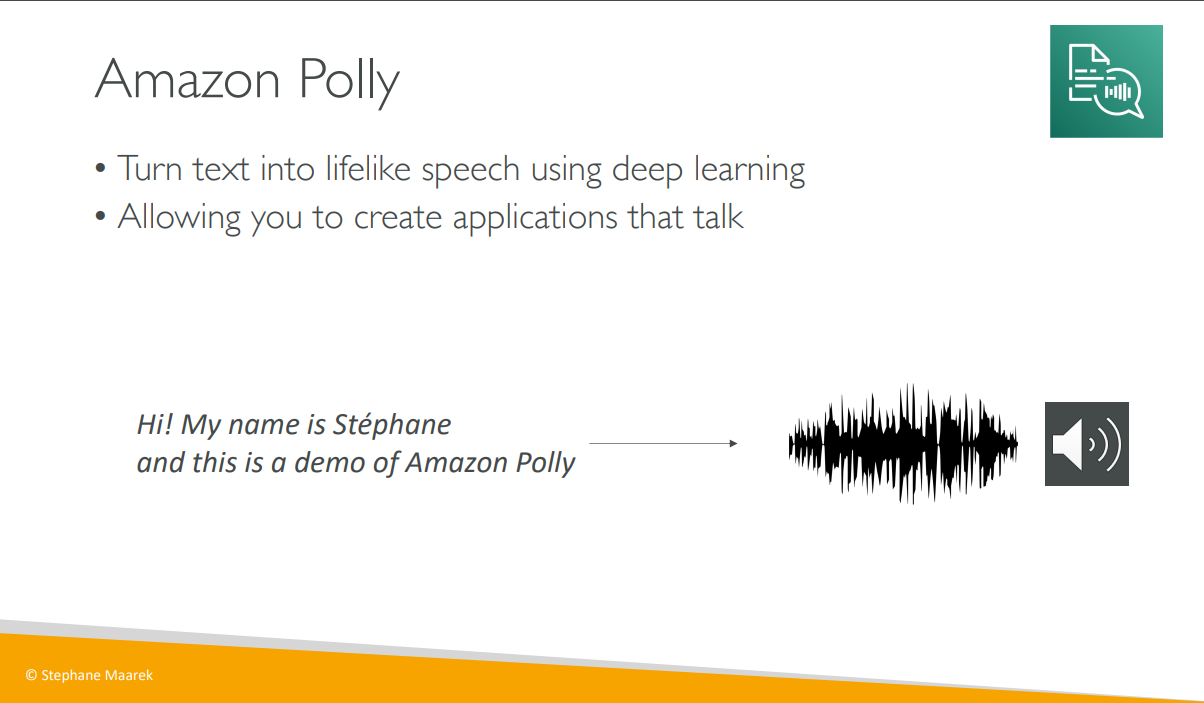 Amazon Polly
• Turn text into lifelike speech using deep learning
• Allowing you to create applications that talk
Hi! My name is Stéphane
and this is a demo of Amazon Polly
© Stephane Maarek